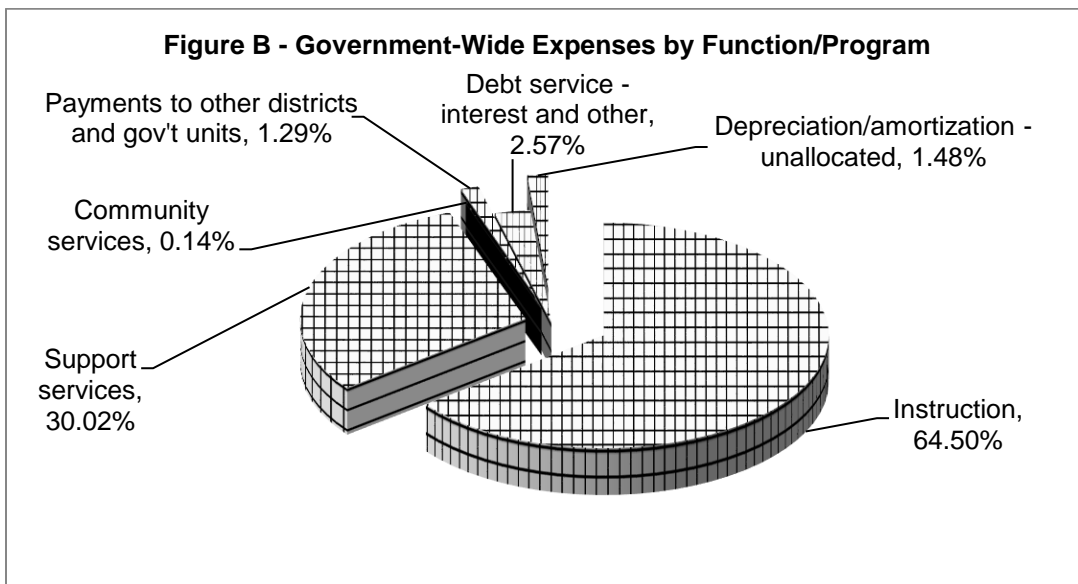 Figure B - Government-Wide Expenses by Function/Program
Payments to other districts
and gov't units, 1.29%
Debt service -
interest and other,
2.57%
Depreciation/amortization -
unallocated, 1.48%
Community
services, 0.14%
Support
services,
30.02%
Instruction,
64.50%